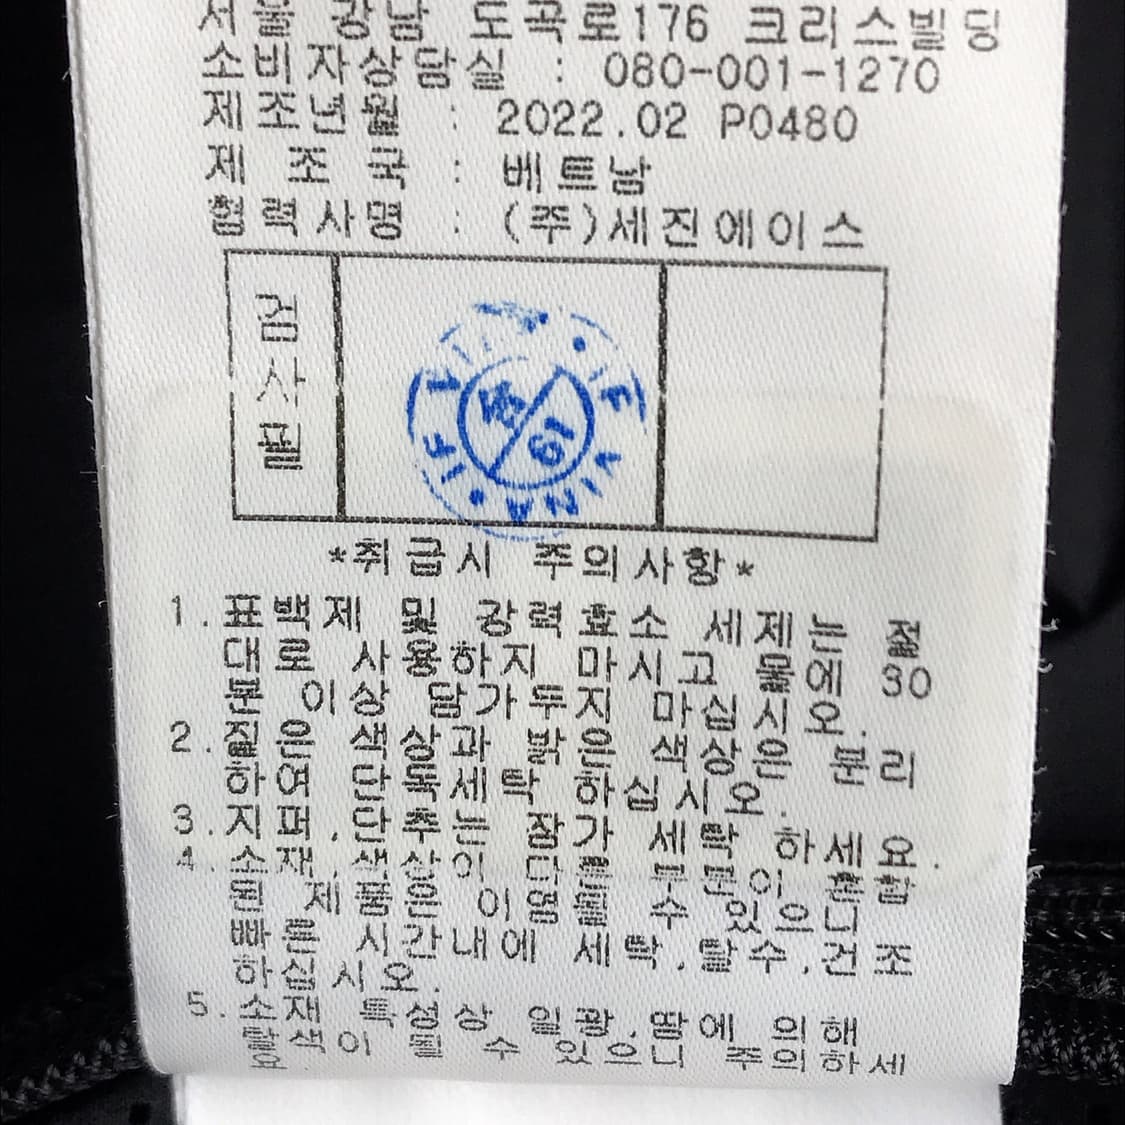 서울 강남 도곡로176 크리스빌딩
소비자상담실 : 080-001-1270
제조년월 : 2022.02 P0480
제 조 국 : 베트남
협력사명 : (주)세진에이스
검사필
IF VINA • IF VINA •
19
*취급시 주의사항*
1.표백제 및 강력효소 세제는 절
대로 사용하지 마시고 물에 30
분 이상 담가두지 마십시오.
2.짙은 색상과 밝은 색상은 분리
하여 단독세탁 하십시오.
3.지퍼,단추는 잠가 세탁 하세요.
4.소재,색상이 다른 부분이 혼합
된 제품은 이염될 수 있으니
빠른 시간내에 세탁,탈수,건조
하십시오.
5.소재 특성상 일광,땀에 의해
탈색이 될 수 있으니 주의하세
요